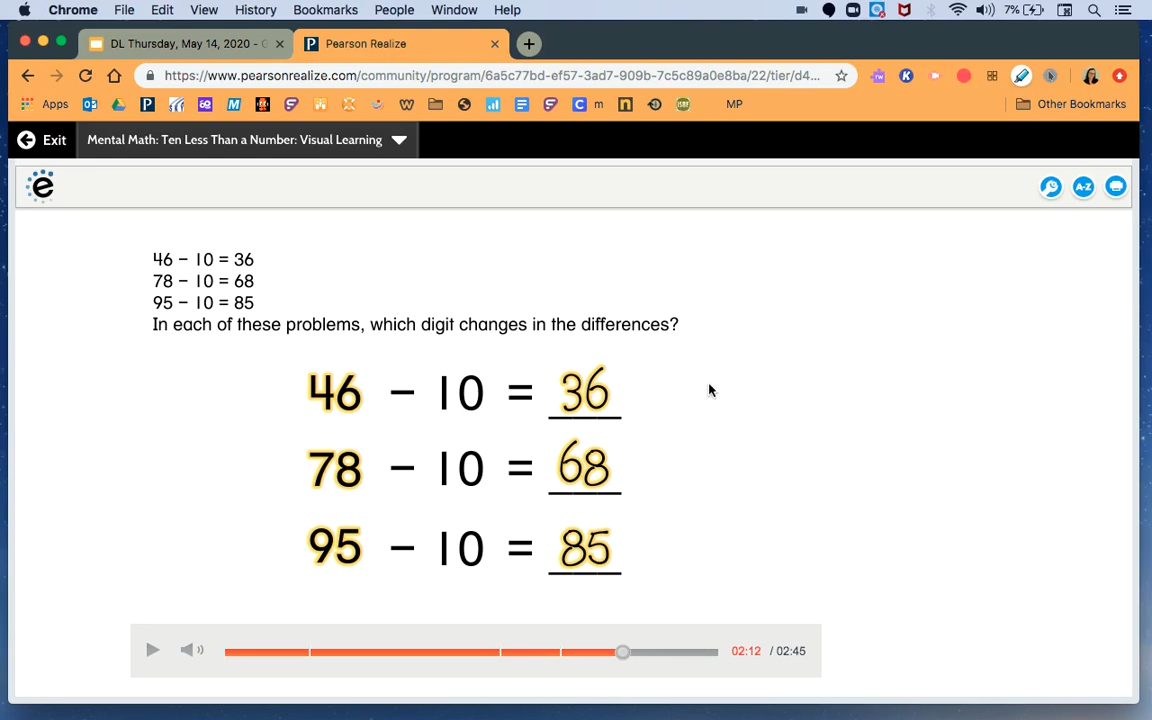 Chrome File Edit View History Bookmarks People Window Help 7%
DL Thursday, May 14, 2020 - G
Pearson Realize
https://www.pearsonrealize.com/community/program/6a5c77bd-ef57-3ad7-909b-7c5c89a0e8ba/22/tier/d4...
Apps
m
MP
Other Bookmarks
Exit
Mental Math: Ten Less Than a Number: Visual Learning
e
A-Z
46 − 10 = 36
78 − 10 = 68
95 − 10 = 85
In each of these problems, which digit changes in the differences?
46 − 10 = 36
78 − 10 = 68
95 − 10 = 85
02:12 / 02:45